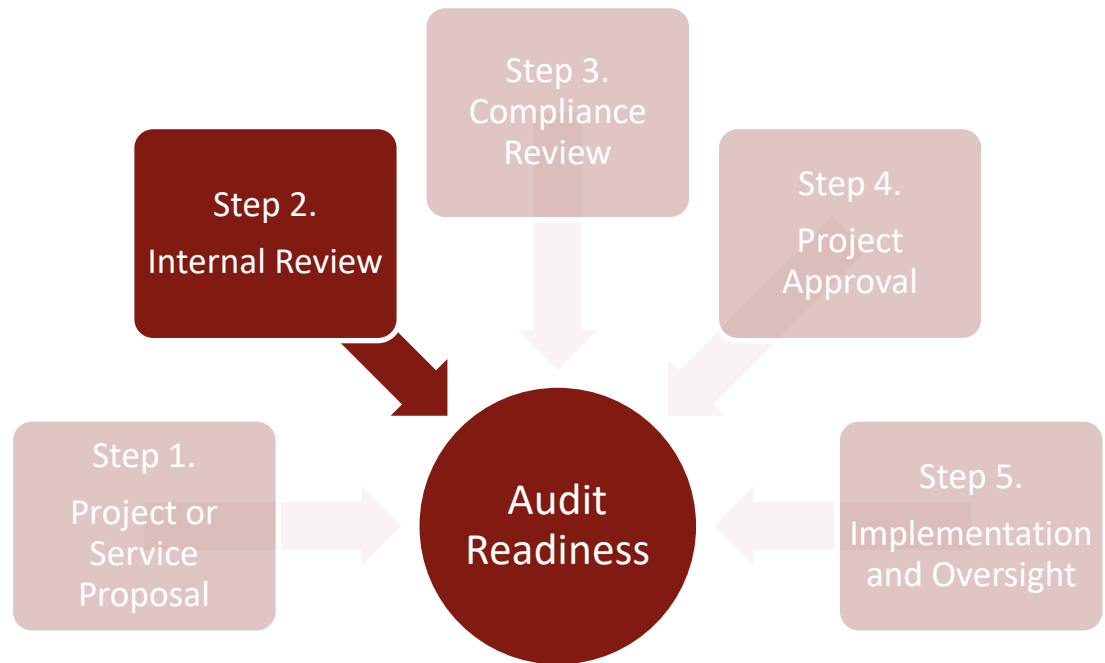 Step 1.
Project or
Service
Proposal
Step 2.
Internal Review
Step 3.
Compliance
Review
Step 4.
Project
Approval
Step 5.
Implementation
and Oversight
Audit
Readiness